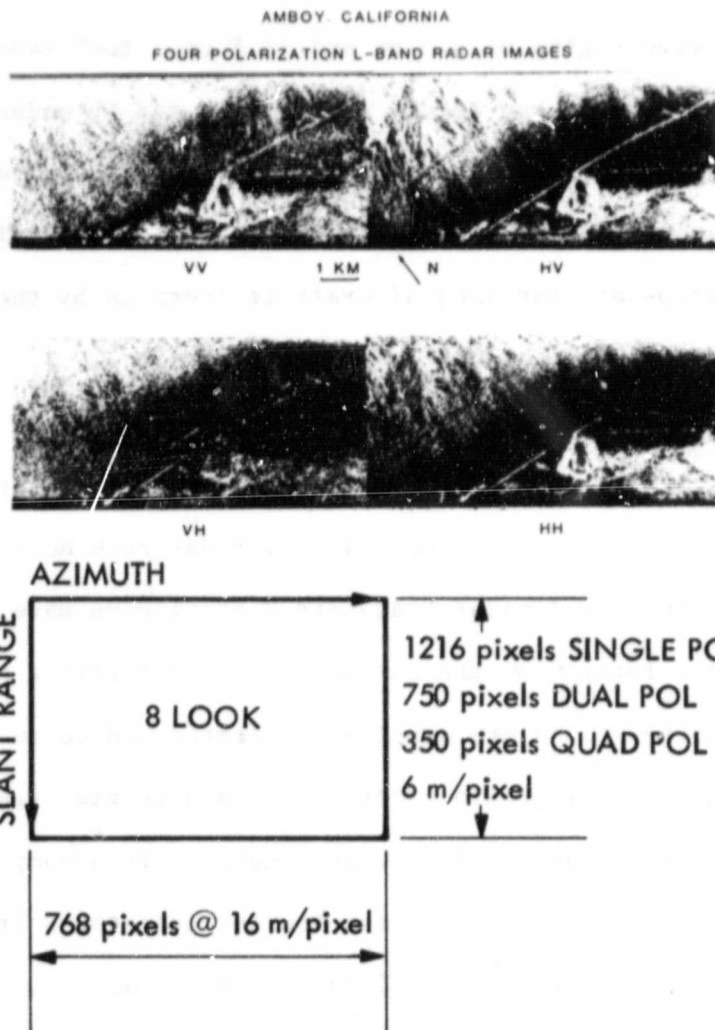 AMBOY, CALIFORNIA
FOUR POLARIZATION L-BAND RADAR IMAGES
VV
1 KM
N
HV
VH
HH
AZIMUTH
SLANT RANGE
8 LOOK
1216 pixels SINGLE PO
750 pixels DUAL POL
350 pixels QUAD POL
6 m/pixel
768 pixels @ 16 m/pixel